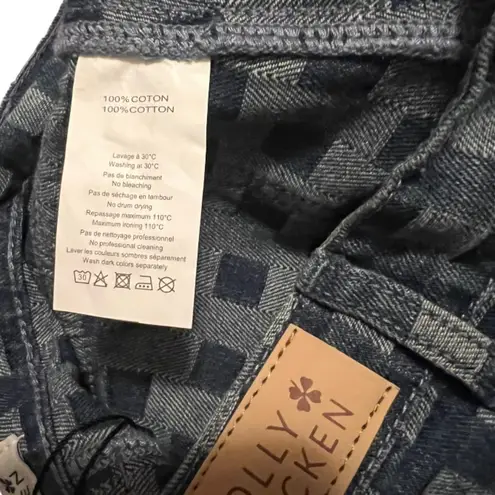 100% COTON
100% COTTON
Lavage à 30°C
Washing at 30°C
Pas de blanchiment
No bleaching
Pas de séchage en tambour
No drum drying
Repassage maximum 110°C
Maximum ironing 110°C
Pas de nettoyage professionnel
No professional cleaning
Laver les couleurs sombres séparement
Wash dark colors separately
30
OLLY
CKEN